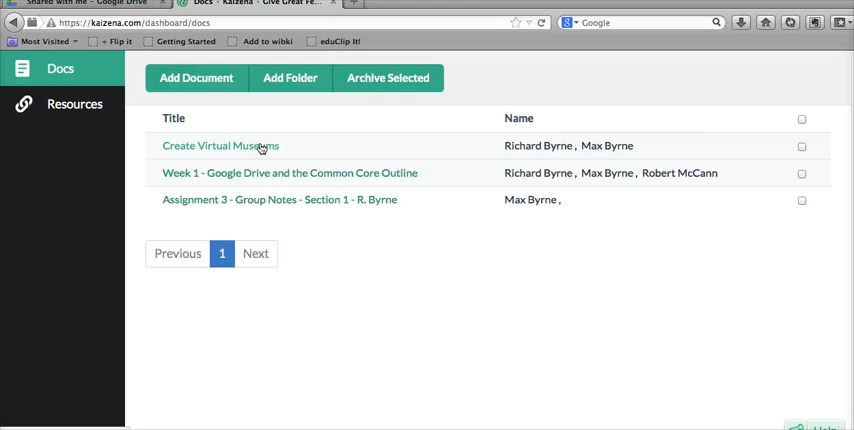 Shared with me - Google Drive
Docs · Kaizena · Give Great Fe...
https://kaizena.com/dashboard/docs
Google
Most Visited
+ Flip it
Getting Started
Add to wibki
eduClip It!
Docs
Resources
Add Document
Add Folder
Archive Selected
Title
Name
Create Virtual Museums
Richard Byrne , Max Byrne
Week 1 - Google Drive and the Common Core Outline
Richard Byrne , Max Byrne , Robert McCann
Assignment 3 - Group Notes - Section 1 - R. Byrne
Max Byrne ,
Previous
1
Next
Help